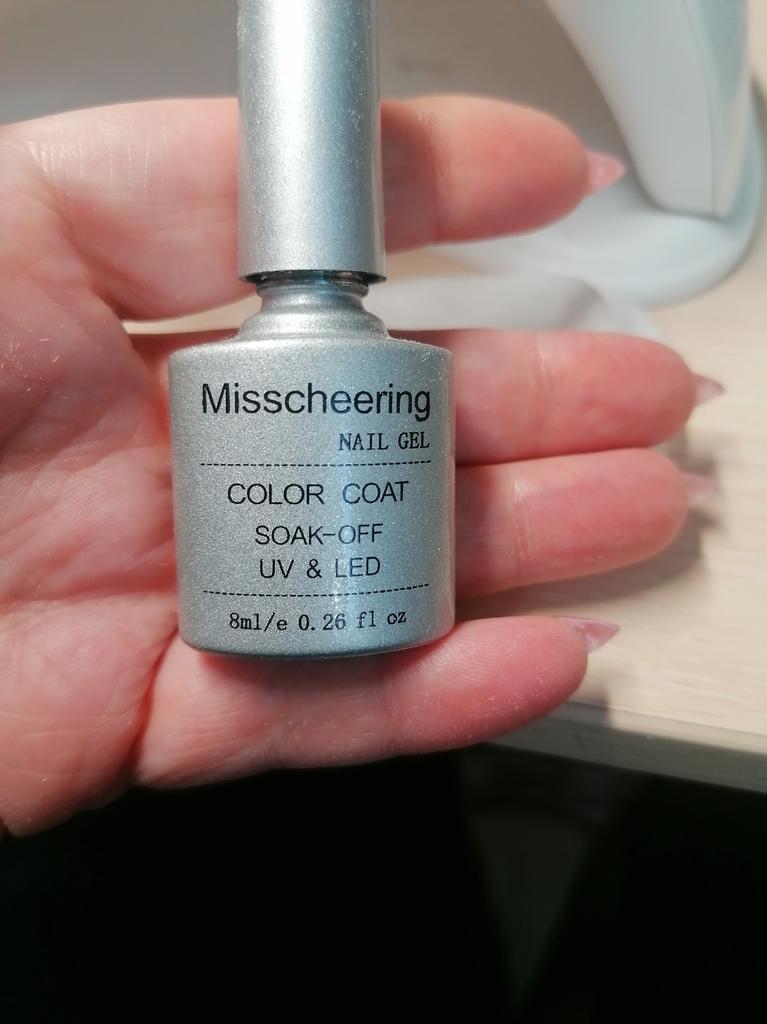 Misscheering
NAIL GEL
COLOR COAT
SOAK-OFF
UV & LED
8ml/e 0.26 fl oz